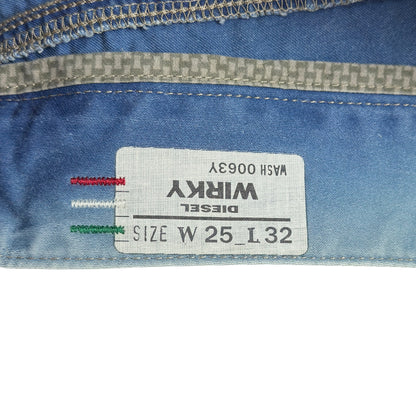 WASH 0063Y
WIRKY
DIESEL
SIZE W 25_L 32